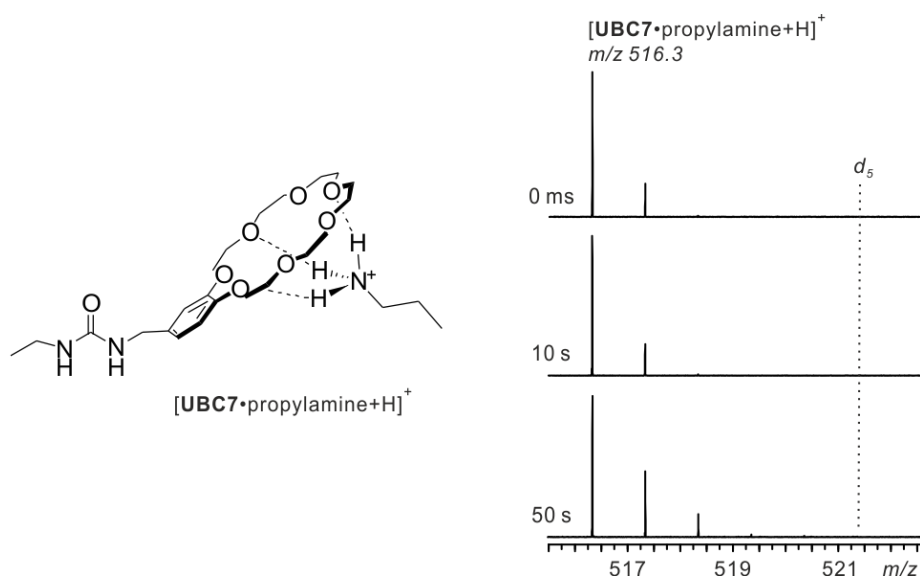 [UBC7•propylamine+H]+
m/z 516.3
d5
0 ms
10 s
50 s
517 519 521 m/z
O
O
O
O
O
O
O
H
H
H
N+
O
N
H
N
H
[UBC7•propylamine+H]+